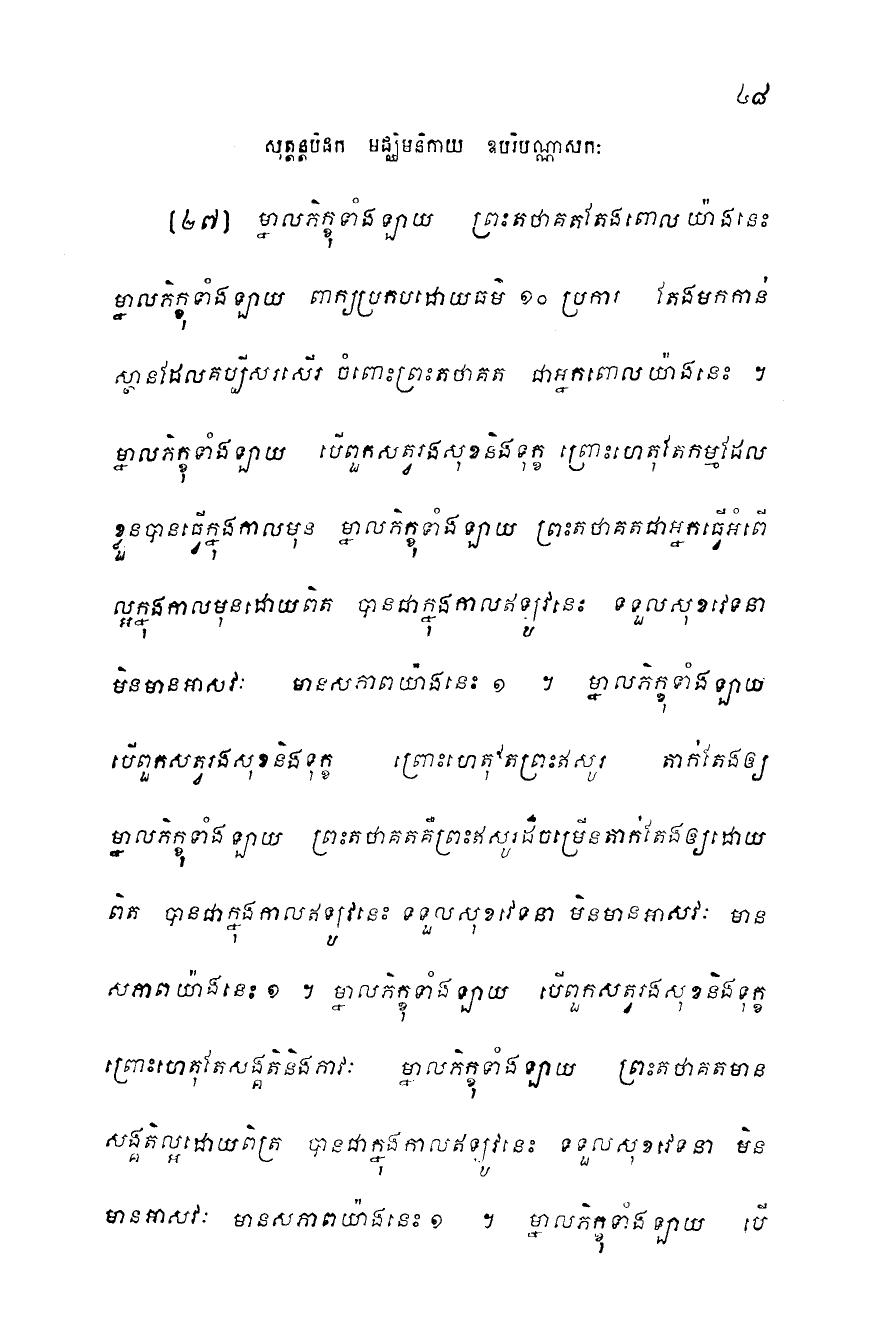 ៤៨
សុត្តន្តបិដក មជ្ឈិមនិកាយ ឧបរិបណ្ណាសកៈ
[៤៧] ម្នាលភិក្ខុទាំងឡាយ ព្រះតថាគតតែងពោលយ៉ាងនេះ
ម្នាលភិក្ខុទាំងឡាយ ពាក្យប្រកបដោយធម៌ ១០ ប្រការ តែងមកកាន់
ស្ថានដែលគប្បីសរសើរ ចំពោះព្រះតថាគត ជាអ្នកពោលយ៉ាងនេះ ។
ម្នាលភិក្ខុទាំងឡាយ បើពួកសត្វរងសុខនិងទុក្ខ ព្រោះហេតុតែកម្មដែល
ខ្លួនបានធ្វើក្នុងកាលមុន ម្នាលភិក្ខុទាំងឡាយ ព្រះតថាគតជាអ្នកធ្វើអំពើ
ល្អក្នុងកាលមុនដោយពិត បានជាក្នុងកាលឥឡូវនេះ ទទួលសុខវេទនា
មិនមានអាសវៈ មានសភាពយ៉ាងនេះ ១ ។ ម្នាលភិក្ខុទាំងឡាយ
បើពួកសត្វរងសុខនិងទុក្ខ ព្រោះហេតុតែព្រះឥសូរ តាក់តែងឲ្យ
ម្នាលភិក្ខុទាំងឡាយ ព្រះតថាគតគឺព្រះឥសូរដ៏ចម្រើនតាក់តែងឲ្យដោយ
ពិត បានជាក្នុងកាលឥឡូវនេះ ទទួលសុខវេទនា មិនមានអាសវៈ មាន
សភាពយ៉ាងនេះ ១ ។ ម្នាលភិក្ខុទាំងឡាយ បើពួកសត្វរងសុខនិងទុក្ខ
ព្រោះហេតុតែសង្គតិនិងភាវៈ ម្នាលភិក្ខុទាំងឡាយ ព្រះតថាគតមាន
សង្គតិល្អដោយពិត្រ បានជាក្នុងកាលឥឡូវនេះ ទទួលសុខវេទនា មិន
មានអាសវៈ មានសភាពយ៉ាងនេះ ១ ។ ម្នាលភិក្ខុទាំងឡាយ បើ